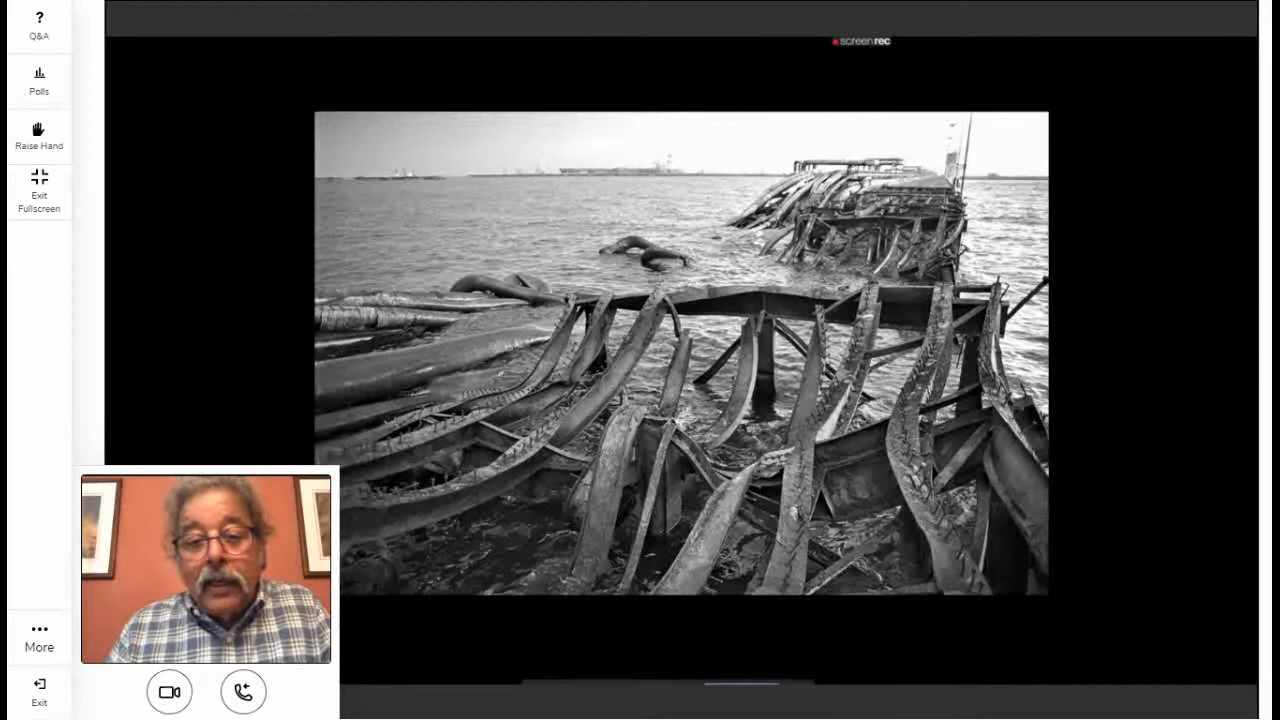 screenrec
?
Q&A
Polls
Raise Hand
Exit
Fullscreen
More
Exit